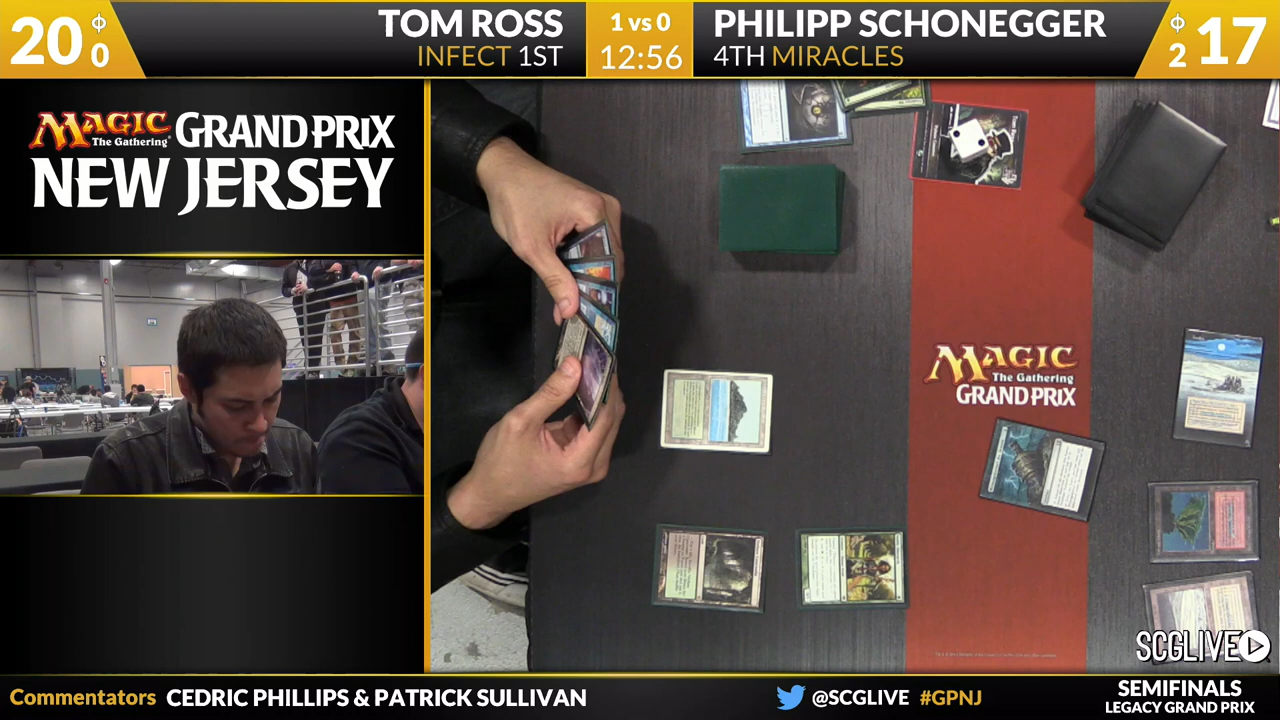 20
¢
0
TOM ROSS
INFECT 1ST
1 vs 0
12:56
PHILIPP SCHONEGGER
4TH MIRACLES
¢
2
17
MAGIC
The Gathering®
GRAND PRIX
NEW JERSEY
MAGIC
The Gathering
GRAND PRIX
SCGLIVE
Commentators CEDRIC PHILLIPS & PATRICK SULLIVAN
@SCGLIVE #GPNJ
SEMIFINALS
LEGACY GRAND PRIX